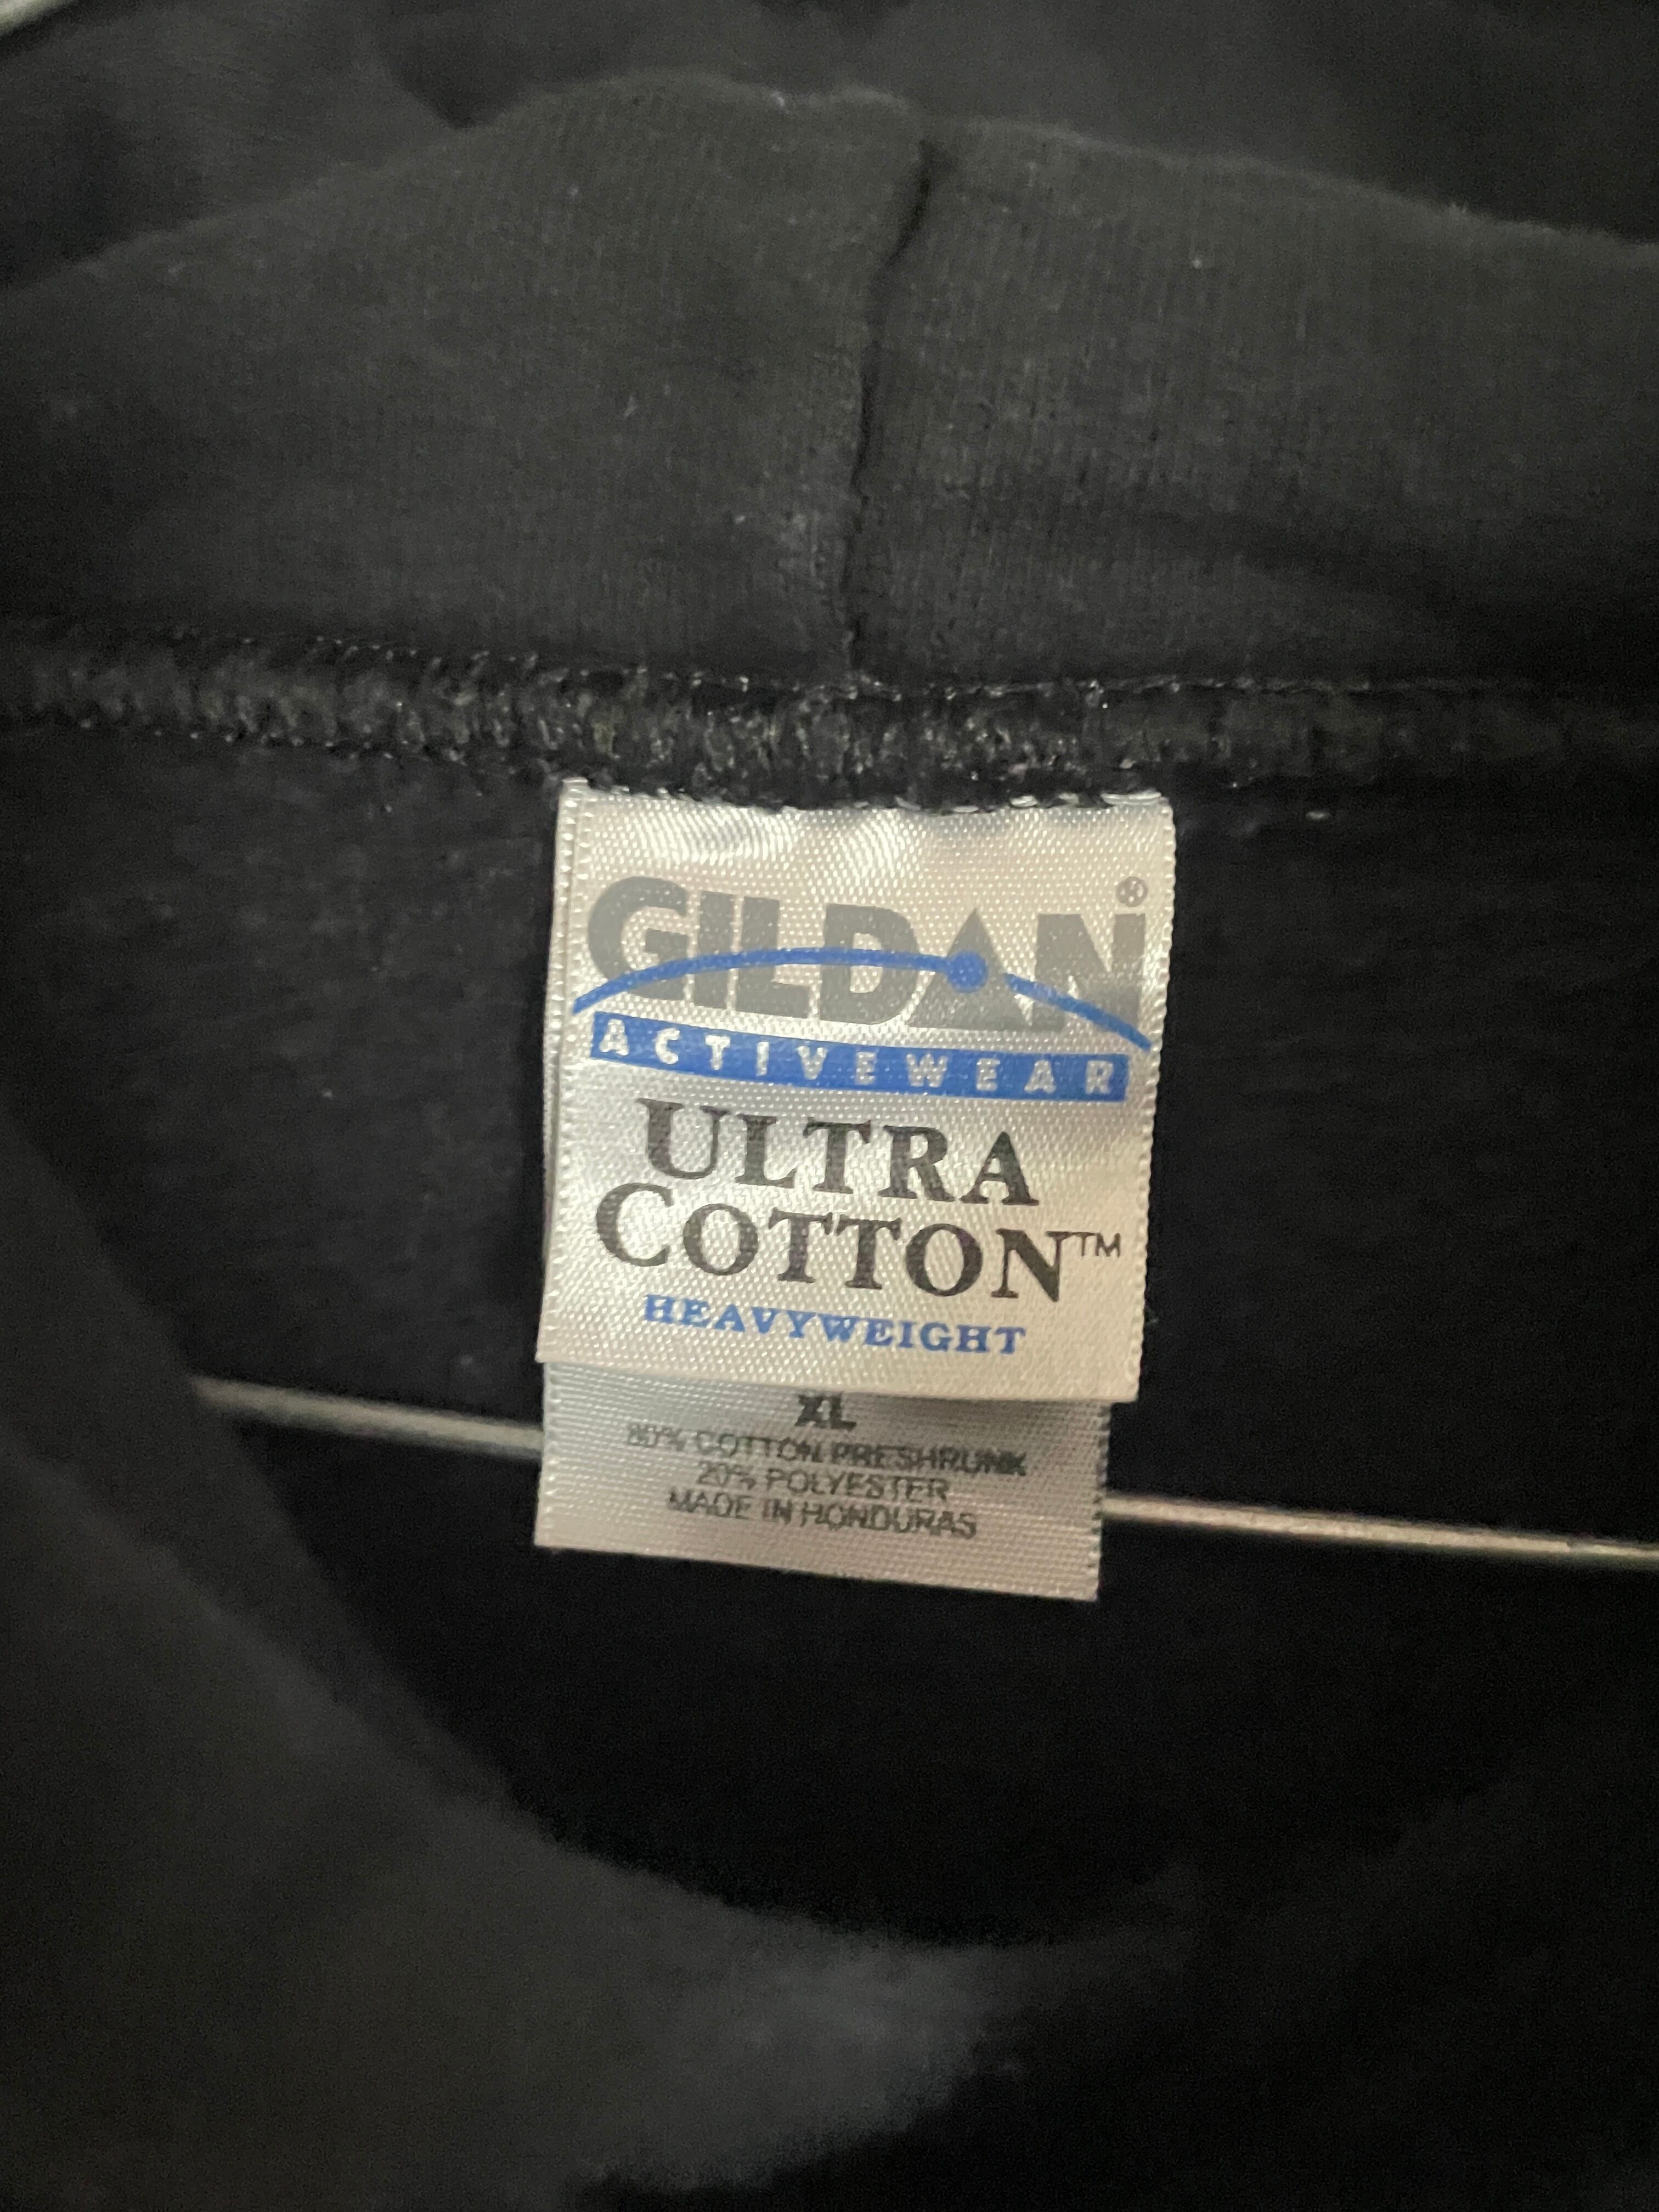 GILDAN®
ACTIVEWEAR
ULTRA
COTTON™
HEAVYWEIGHT
XL
80% COTTON PRESHRUNK
20% POLYESTER
MADE IN HONDURAS